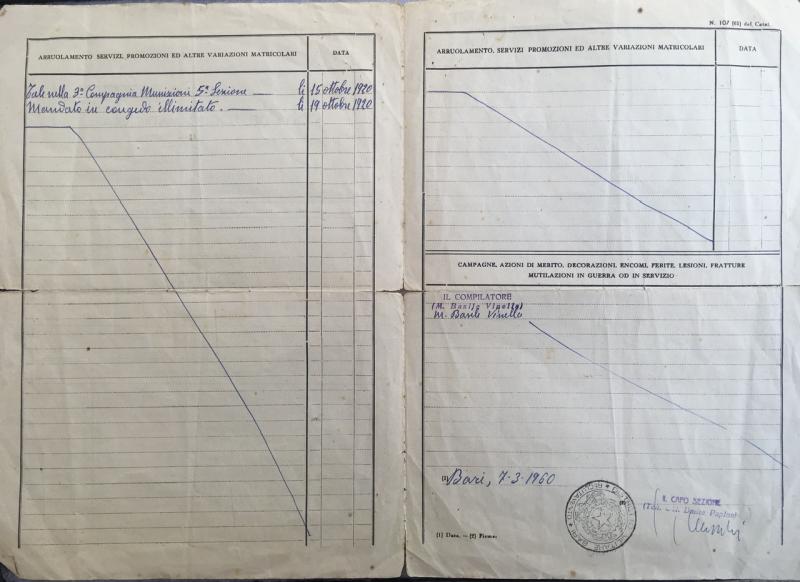 ARRUOLAMENTO SERVIZI, PROMOZIONI ED ALTRE VARIAZIONI MATRICOLARI
DATA
Tale nella 3ª Compagnia Munizioni 5ª Sezione — li 15 ottobre 1920
Mandato in congedo illimitato. — li 19 ottobre 1920
N. 107 del Catal.
ARRUOLAMENTO, SERVIZI PROMOZIONI ED ALTRE VARIAZIONI MATRICOLARI
DATA
CAMPAGNE, AZIONI DI MERITO, DECORAZIONI, ENCOMI, FERITE, LESIONI, FRATTURE
MUTILAZIONI IN GUERRA OD IN SERVIZIO
IL COMPILATORE
(M. Basile)
M. Basile
(1) Bari, 7-3-1960
IL CAPO SEZIONE
(1) Data. — (2) Firma: